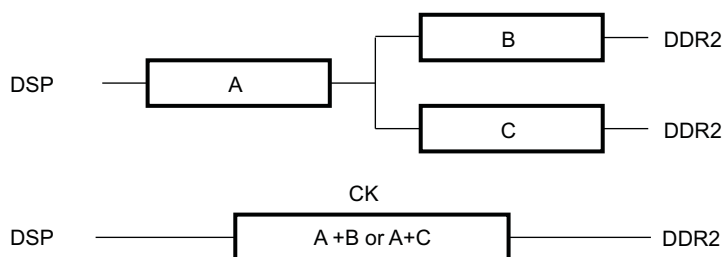 B DDR2
DSP A
C DDR2
CK
DSP A +B or A+C DDR2